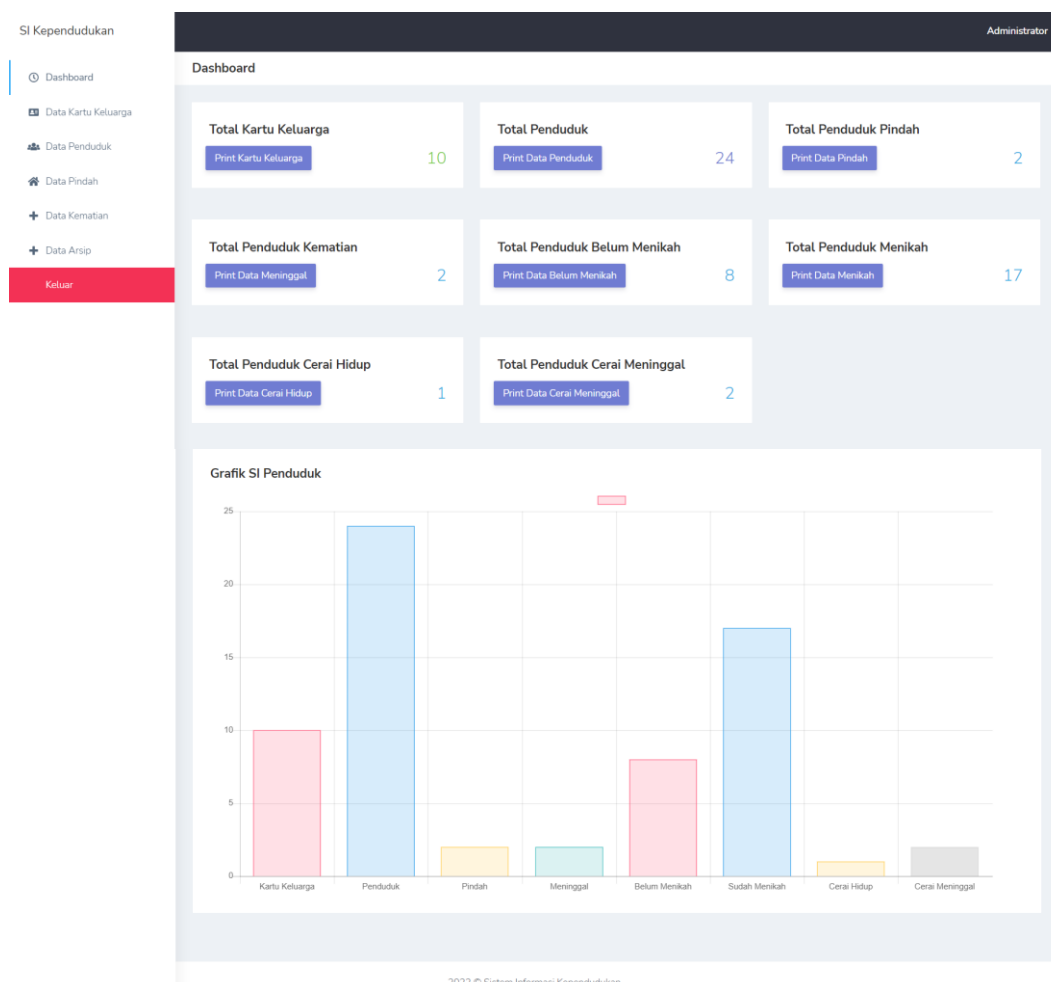 SI Kependudukan
Administrator
Dashboard
Data Kartu Keluarga
Data Penduduk
Data Pindah
Data Kematian
Data Arsip
Keluar
Dashboard
Total Kartu Keluarga
Print Kartu Keluarga
10
Total Penduduk
Print Data Penduduk
24
Total Penduduk Pindah
Print Data Pindah
2
Total Penduduk Kematian
Print Data Meninggal
2
Total Penduduk Belum Menikah
Print Data Belum Menikah
8
Total Penduduk Menikah
Print Data Menikah
17
Total Penduduk Cerai Hidup
Print Data Cerai Hidup
1
Total Penduduk Cerai Meninggal
Print Data Cerai Meninggal
2
Grafik SI Penduduk
25
20
15
10
5
0
Kartu Keluarga Penduduk Pindah Meninggal Belum Menikah Sudah Menikah Cerai Hidup Cerai Meninggal
2022 © Sistem Informasi Kependudukan